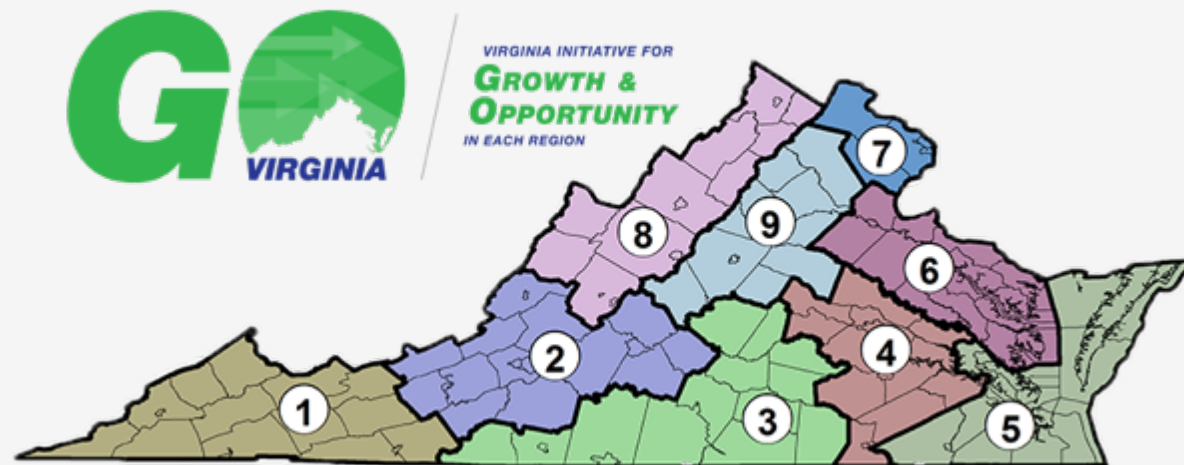 GO
VIRGINIA
VIRGINIA INITIATIVE FOR
GROWTH &
OPPORTUNITY
IN EACH REGION
7
8
9
6
4
2
1
3
5